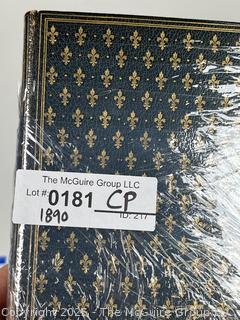 The McGuire Group LLC
Lot #: 0181 CP
1890 ID: 217
Copyright 2025 - The McGuire Group LLC